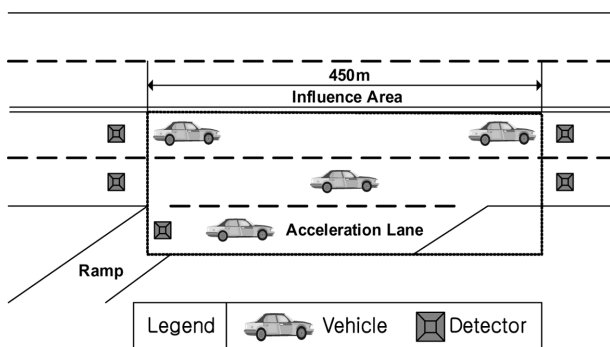 450m
Influence Area
Acceleration Lane
Ramp
Legend Vehicle Detector